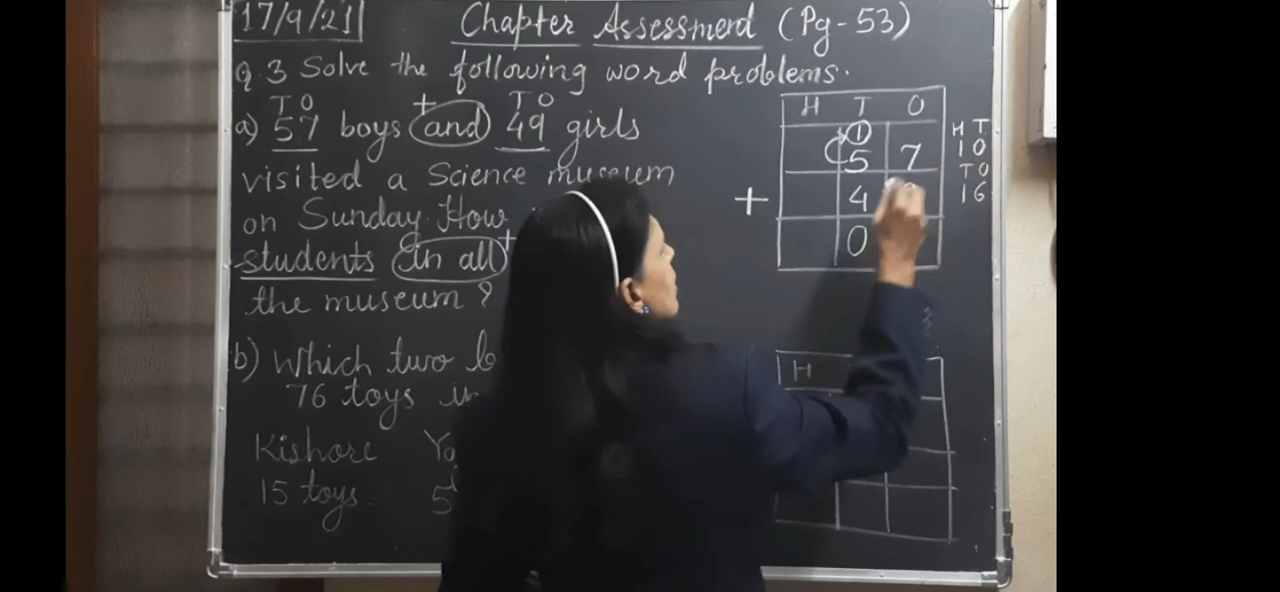 17/9/21 Chapter Assessment (Pg-53)
Q.3 Solve the following word problems.
T O + T O
a) 57 boys and 49 girls
visited a Science museum
on Sunday. How
students in all +
the museum?
b) Which two
76 toys in
Kishore
15 toys. 5
H T O
1
5 7
+ 4
0
H T
1 0
T O
1 6
H